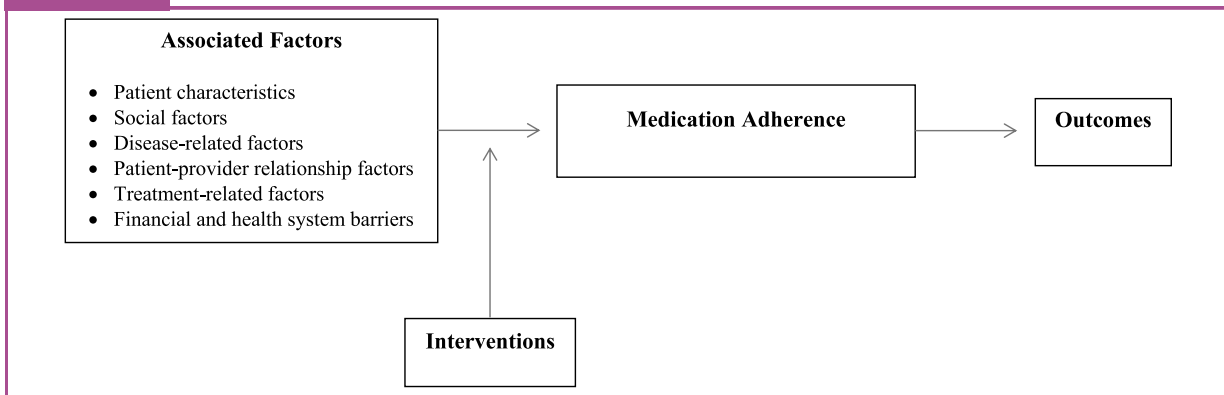 Associated Factors
• Patient characteristics
• Social factors
• Disease-related factors
• Patient-provider relationship factors
• Treatment-related factors
• Financial and health system barriers
Medication Adherence
Outcomes
Interventions